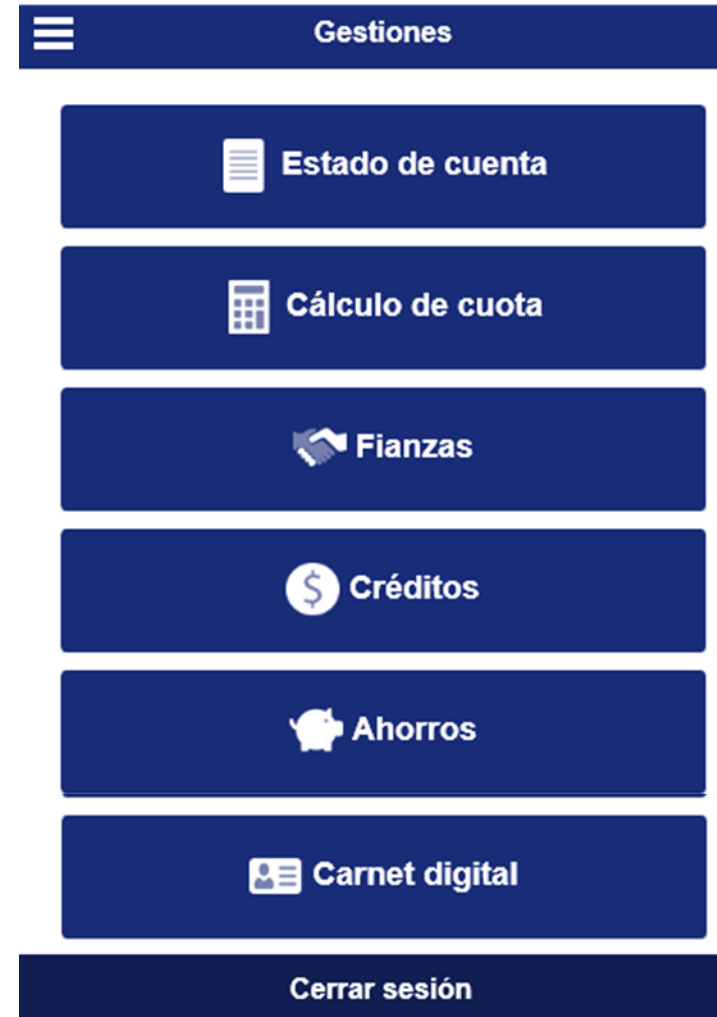 Gestiones
Estado de cuenta
Cálculo de cuota
Fianzas
$ Créditos
Ahorros
Carnet digital
Cerrar sesión